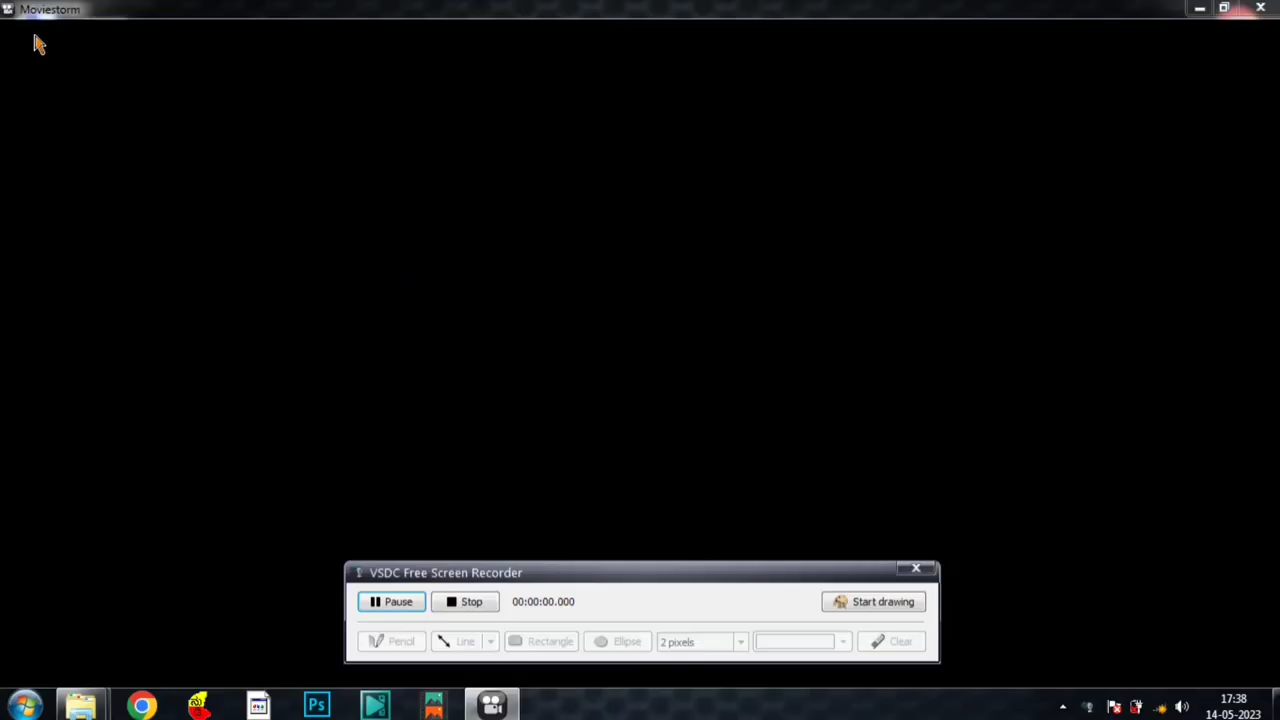 Moviestorm
VSDC Free Screen Recorder
Pause Stop 00:00:00.000 Start drawing
Pencil Line Rectangle Ellipse 2 pixels Clear
Ps
17:38
14-05-2023